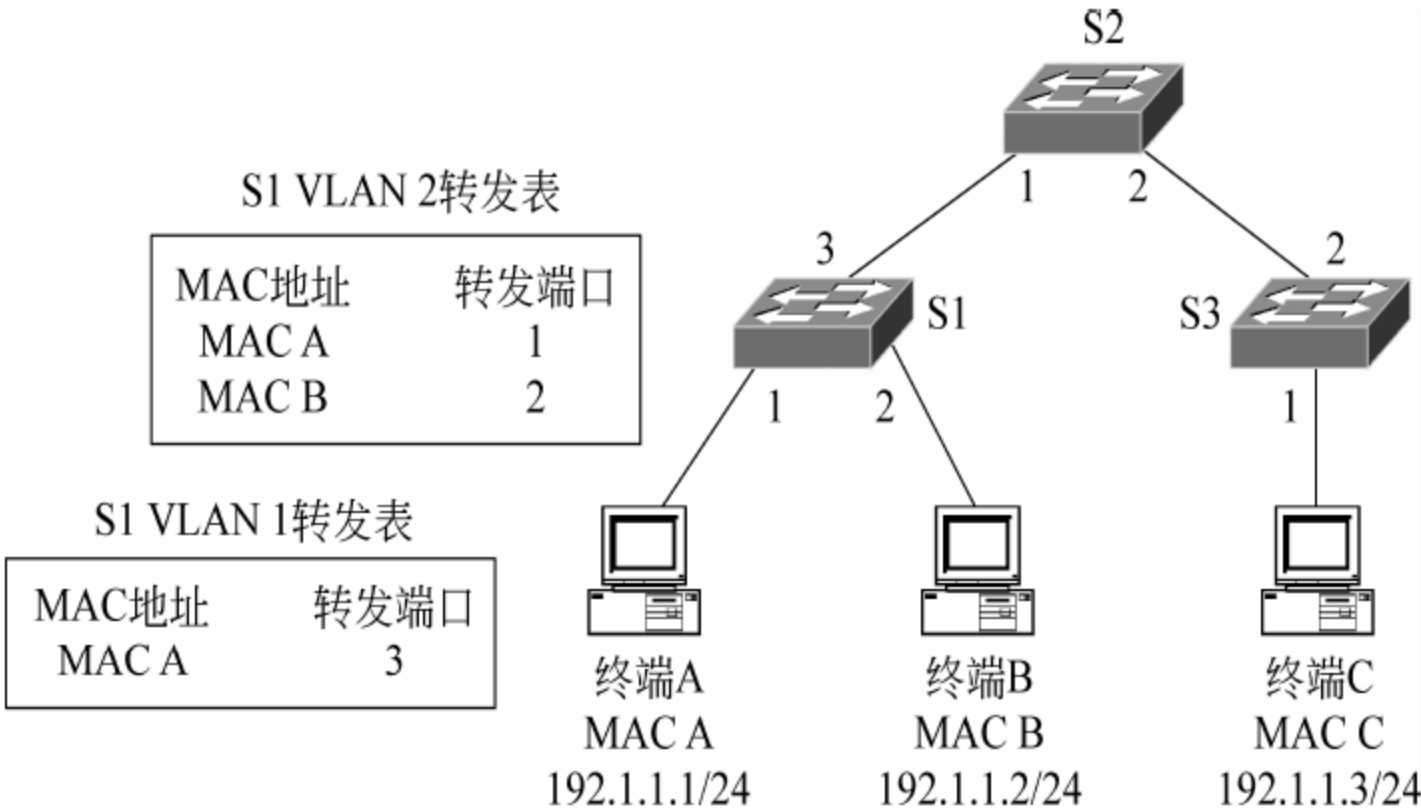 S2
1 2
S1 VLAN 2转发表
MAC地址 转发端口
MAC A 1
MAC B 2
3
S1
1 2
2
S3
1
S1 VLAN 1转发表
MAC地址 转发端口
MAC A 3
终端A
MAC A
192.1.1.1/24
终端B
MAC B
192.1.1.2/24
终端C
MAC C
192.1.1.3/24